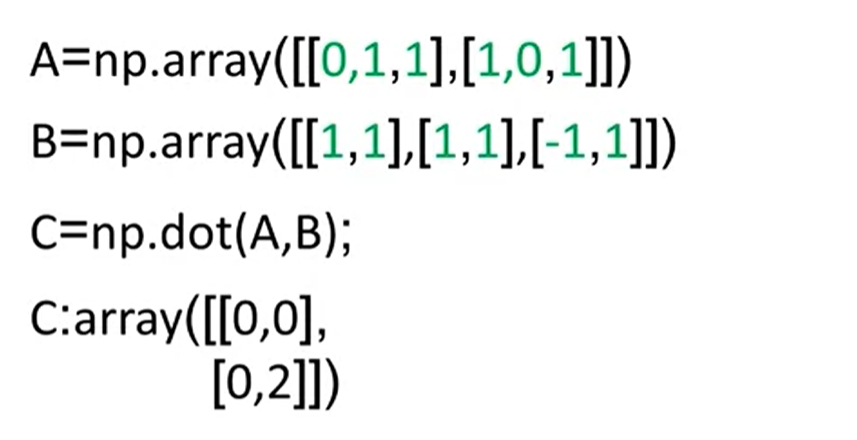 A=np.array([[0,1,1],[1,0,1]])
B=np.array([[1,1],[1,1],[-1,1]])
C=np.dot(A,B);
C:array([[0,0],
[0,2]])